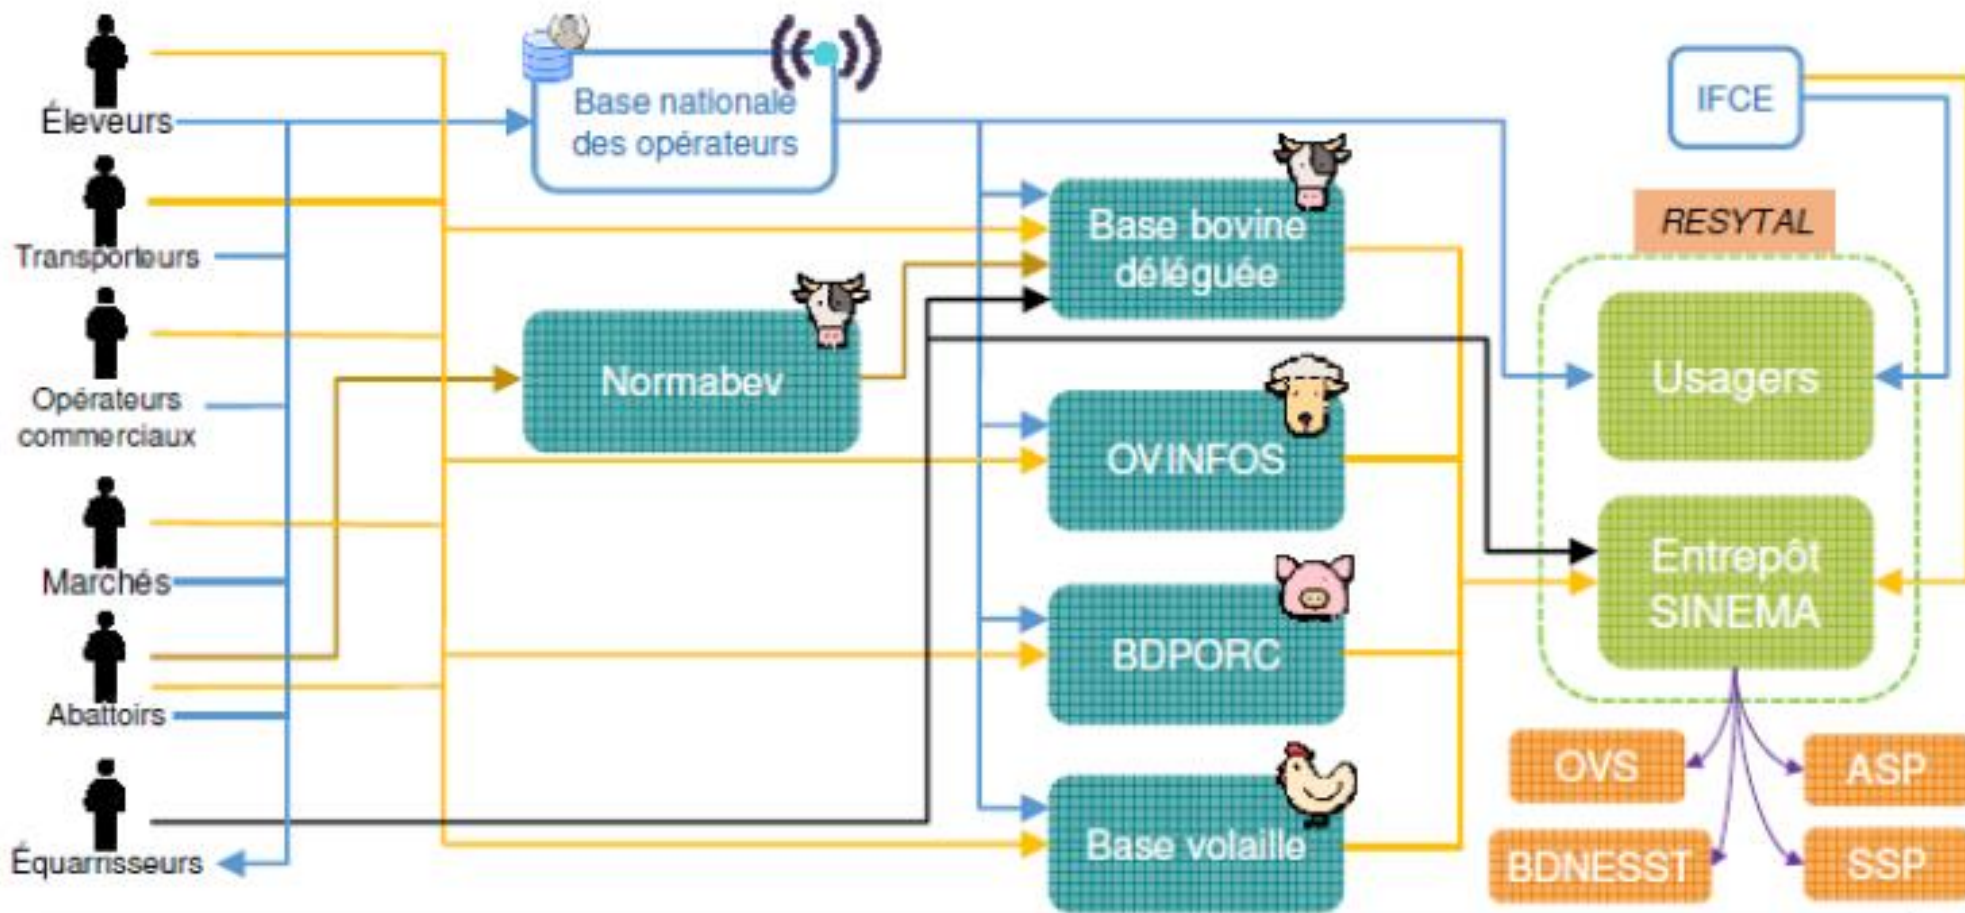 Éleveurs
Transporteurs
Opérateurs
commerciaux
Marchés
Abattoirs
Équarrisseurs
Base nationale
des opérateurs
Normabev
Base bovine
déléguée
OVINFOS
BDPORC
Base volaille
IFCE
RESYTAL
Usagers
Entrepôt
SINEMA
OVS
ASP
BDNESST
SSP